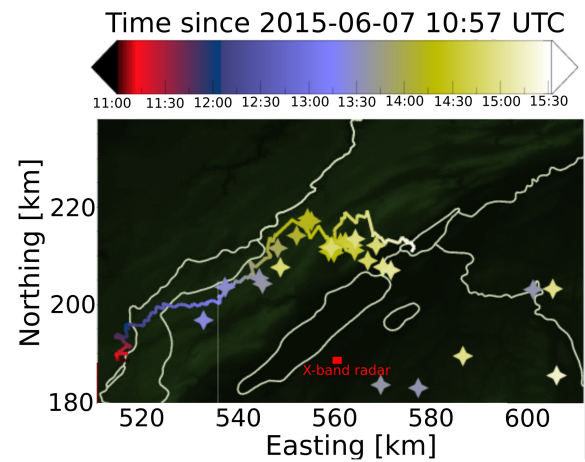 Time since 2015-06-07 10:57 UTC
11:00 11:30 12:00 12:30 13:00 13:30 14:00 14:30 15:00 15:30
Northing [km]
220
200
180
X-band radar
520 540 560 580 600
Easting [km]